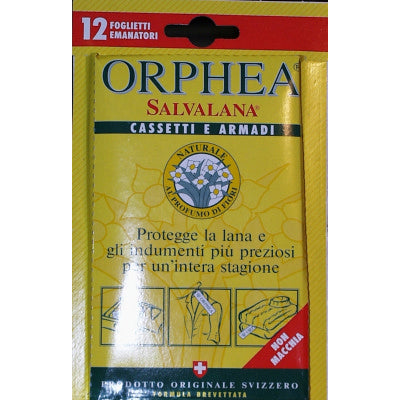 12 FOGLIETTI
EMANATORI
ORPHEA®
SALVALANA®
CASSETTI E ARMADI
NATURALE
AL PROFUMO DI FIORI
Protegge la lana e
gli indumenti più preziosi
per un'intera stagione
NON
MACCHIA
PRODOTTO ORIGINALE SVIZZERO
FORMULA BREVETTATA